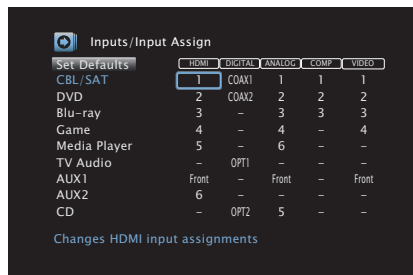 Inputs/Input Assign
Set Defaults HDMI DIGITAL ANALOG COMP VIDEO
CBL/SAT 1 COAX1 1 1 1
DVD 2 COAX2 2 2 2
Blu-ray 3 – 3 3 3
Game 4 – 4 – 4
Media Player 5 – 6 – –
TV Audio – OPT1 – – –
AUX1 Front – Front – Front
AUX2 6 – – – –
CD – OPT2 5 – –
Changes HDMI input assignments